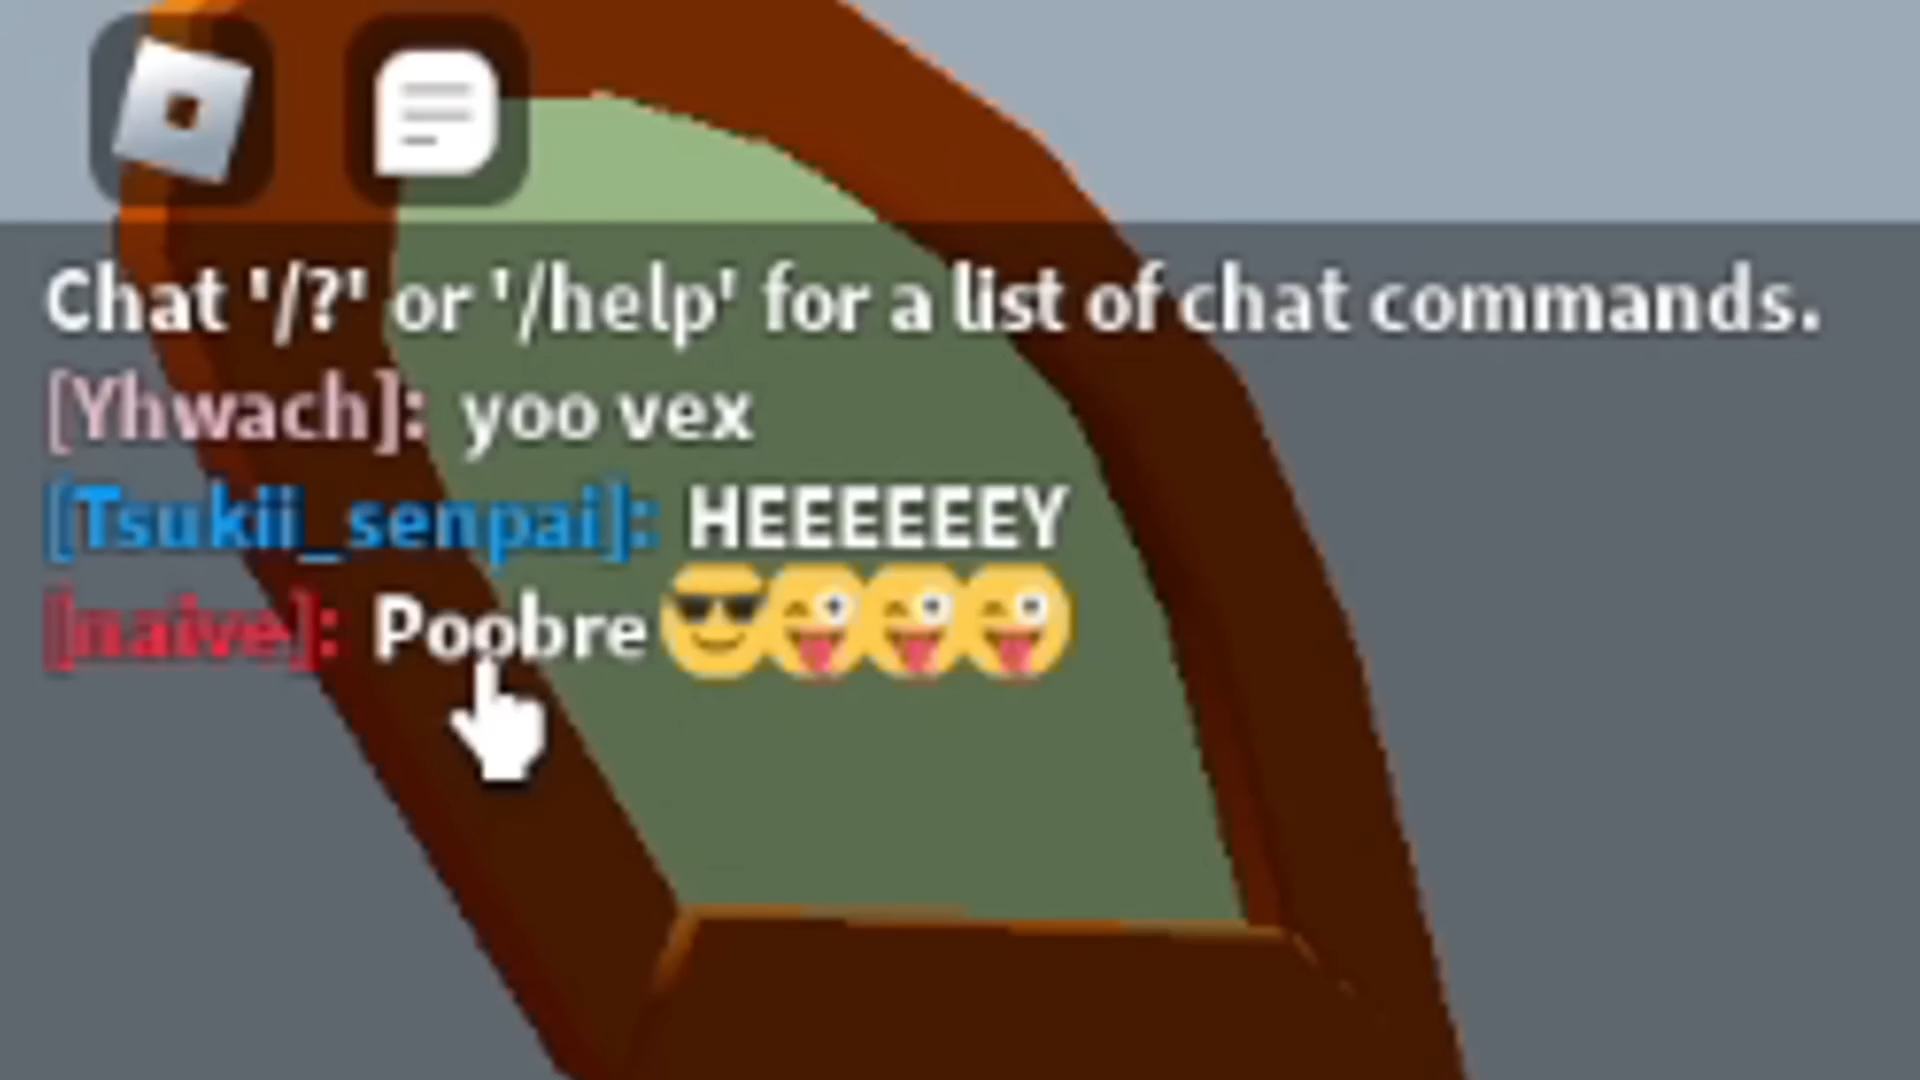 Chat '/?' or '/help' for a list of chat commands.
[Yhwach]: yoo vex
[Tsukii_senpai]: HEEEEEEY
[naive]: Poobre😎😜😜😜